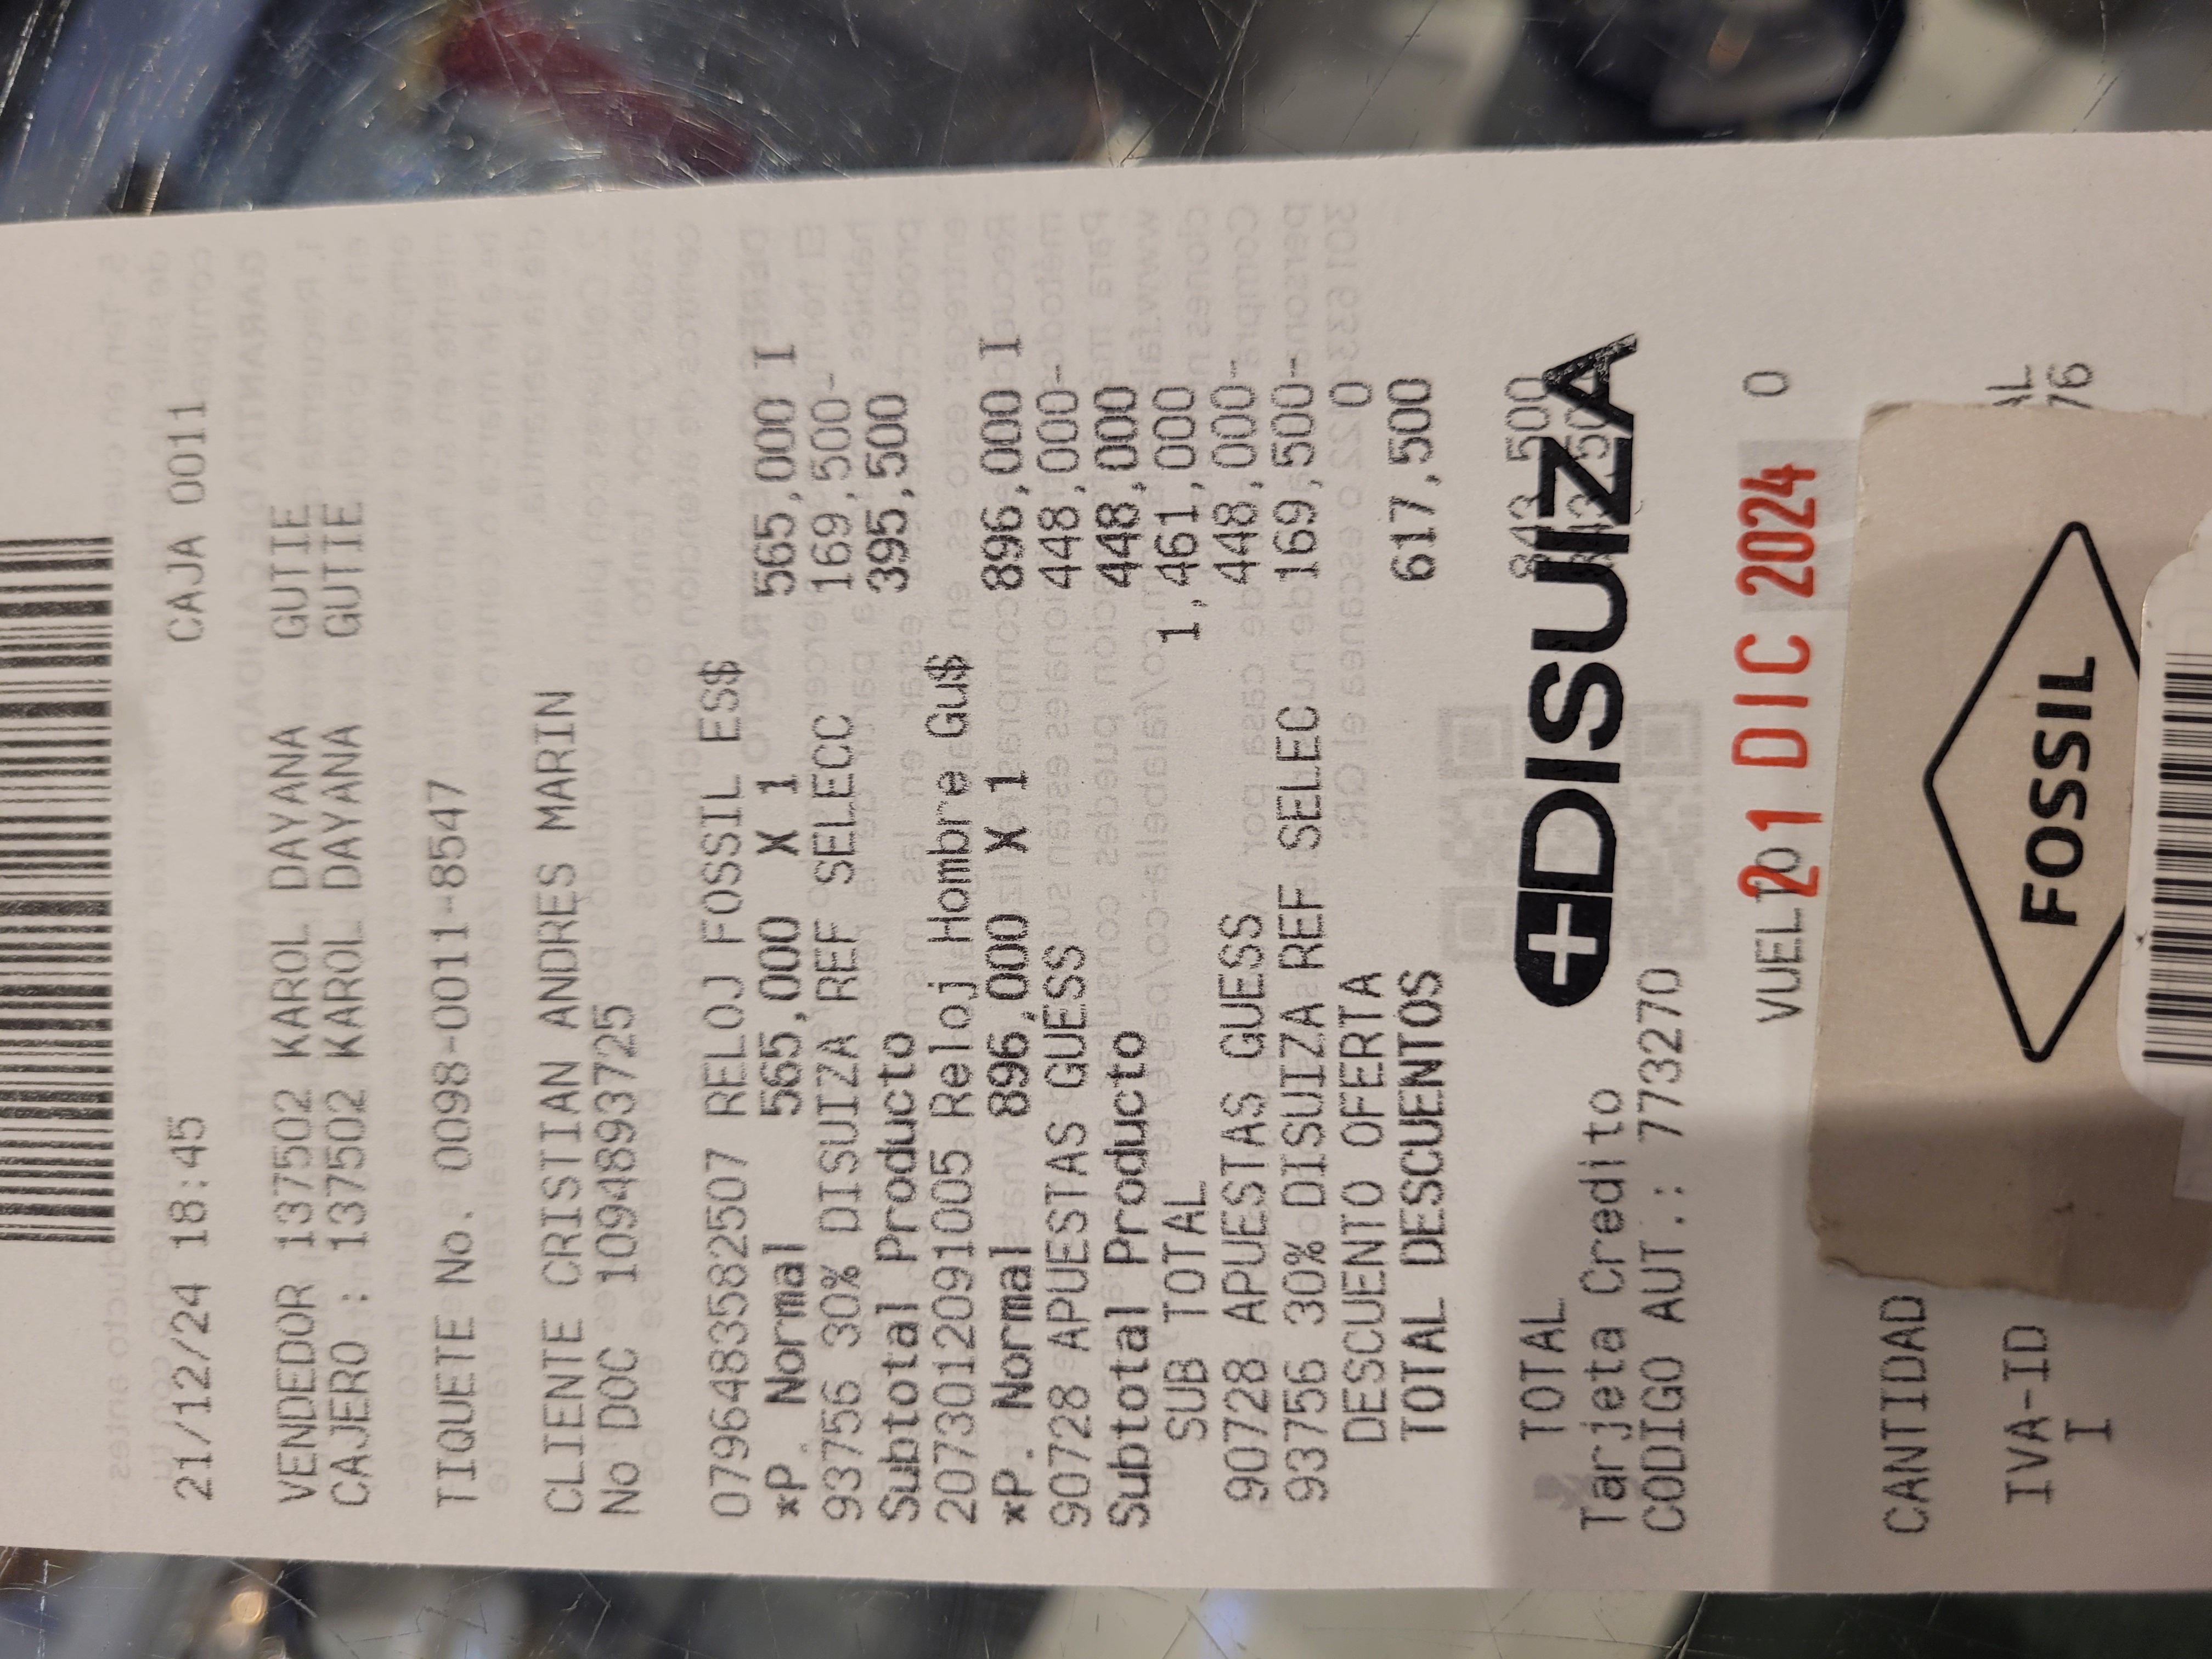 21/12/24 18:45 CAJA 0011
VENDEDOR 137502 KAROL DAYANA GUTIE
CAJERO : 137502 KAROL DAYANA GUTIE
TIQUETE No. 0098-0011-8547
CLIENTE CRISTIAN ANDRES MARIN
No DOC 1094893725
0796483582507 RELOJ FOSSIL ES$
*P. Normal 565,000 X 1 565,000 I
93756 30% DISUIZA REF SELECC 169,500-
Subtotal Producto 395,500
2073012091005 Reloj Hombre Gu$
*P. Normal 896,000 X 1 896,000 I
90728 APUESTAS GUESS 448,000-
Subtotal Producto 448,000
SUB TOTAL 1,461,000
90728 APUESTAS GUESS 448,000-
93756 30% DISUIZA REF SELEC 169,500-
DESCUENTO OFERTA 0
TOTAL DESCUENTOS 617,500
TOTAL 843,500
DISUIZA
Tarjeta Credito
CODIGO AUT.: 773270
VUELTO 0
21 DIC 2024
CANTIDAD
IVA-ID
I
FOSSIL